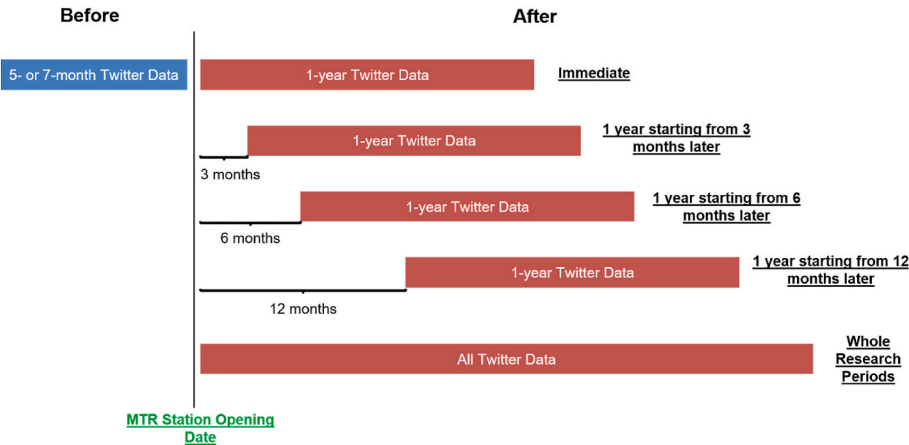 Before
After
5- or 7-month Twitter Data
1-year Twitter Data
Immediate
1-year Twitter Data
1 year starting from 3
months later
3 months
1-year Twitter Data
1 year starting from 6
months later
6 months
1-year Twitter Data
1 year starting from 12
months later
12 months
All Twitter Data
Whole
Research
Periods
MTR Station Opening
Date